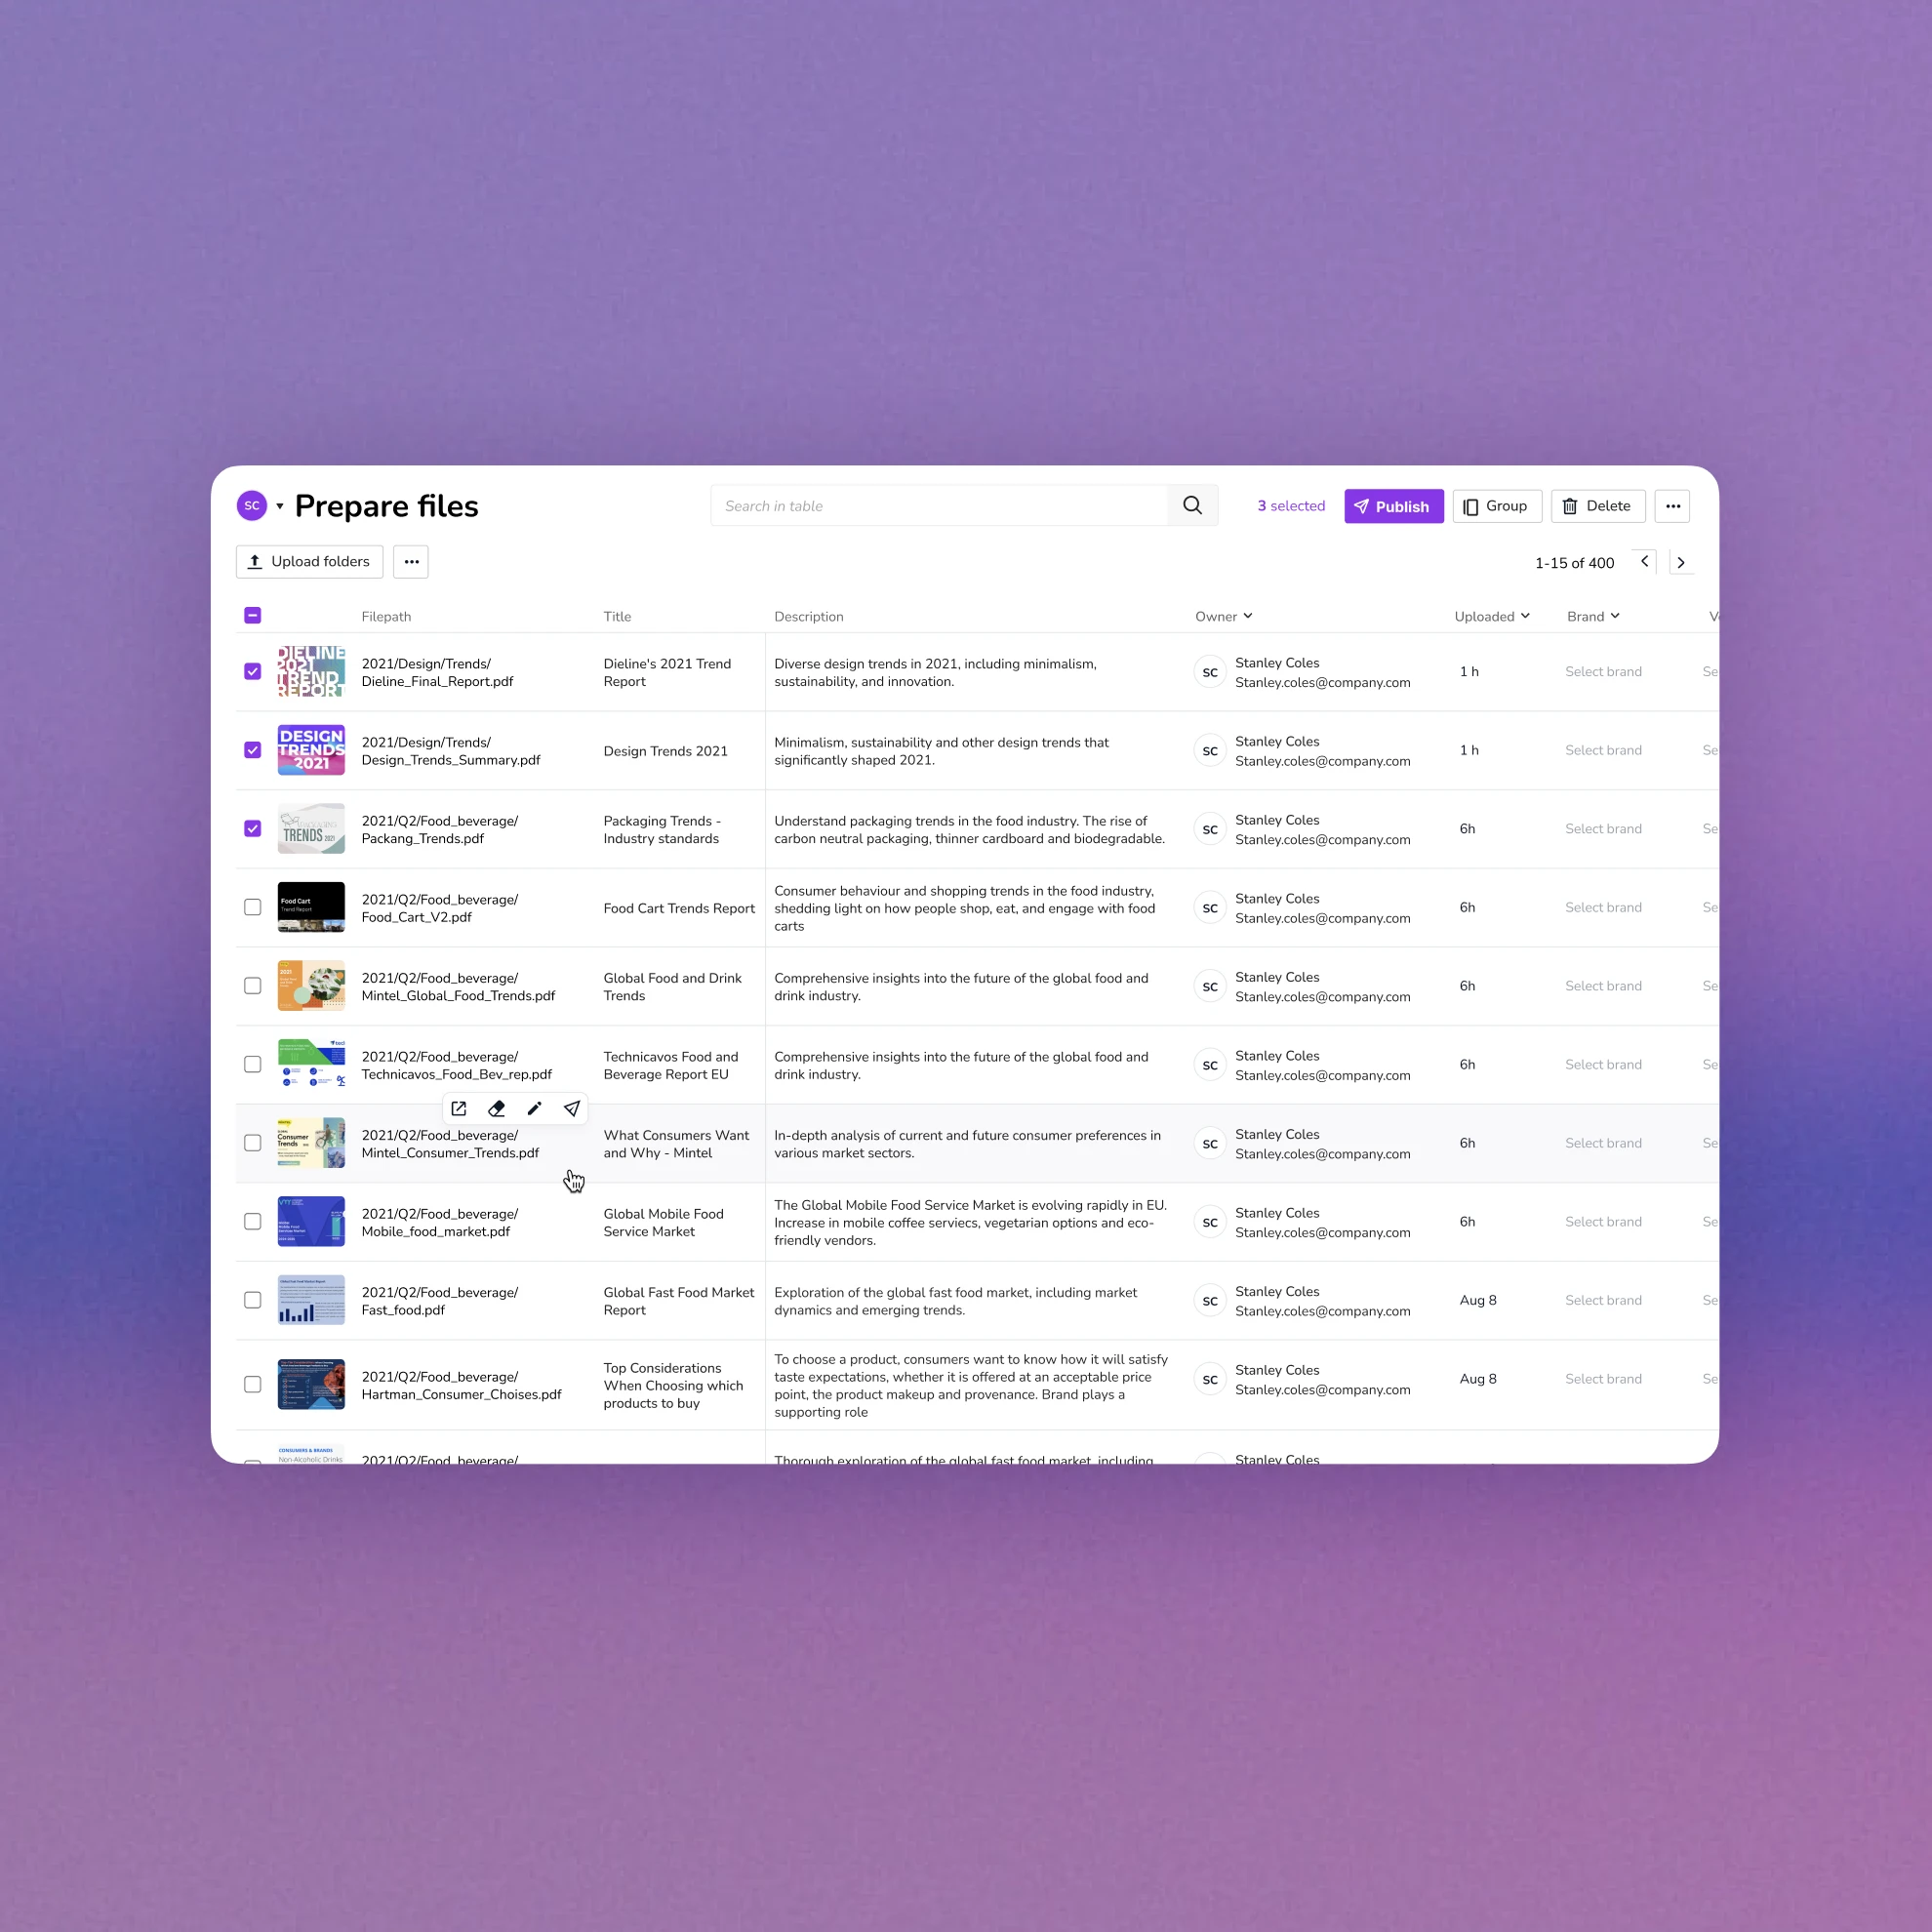 SC Prepare files
Search in table
3 selected
Publish
Group
Delete
Upload folders
1-15 of 400
Filepath Title Description Owner Uploaded Brand
DIELINE
2021
TREND
REPORT
2021/Design/Trends/
Dieline_Final_Report.pdf
Dieline's 2021 Trend
Report
Diverse design trends in 2021, including minimalism,
sustainability, and innovation.
SC
Stanley Coles
Stanley.coles@company.com
1 h
Select brand
Se
DESIGN
TRENDS
2021
2021/Design/Trends/
Design_Trends_Summary.pdf
Design Trends 2021
Minimalism, sustainability and other design trends that
significantly shaped 2021.
SC
Stanley Coles
Stanley.coles@company.com
1 h
Select brand
Se
TRENDS 2021
2021/Q2/Food_beverage/
Packang_Trends.pdf
Packaging Trends -
Industry standards
Understand packaging trends in the food industry. The rise of
carbon neutral packaging, thinner cardboard and biodegradable.
SC
Stanley Coles
Stanley.coles@company.com
6h
Select brand
Se
Food Cart
Trend Report
2021/Q2/Food_beverage/
Food_Cart_V2.pdf
Food Cart Trends Report
Consumer behaviour and shopping trends in the food industry,
shedding light on how people shop, eat, and engage with food
carts
SC
Stanley Coles
Stanley.coles@company.com
6h
Select brand
Se
2021
2021/Q2/Food_beverage/
Mintel_Global_Food_Trends.pdf
Global Food and Drink
Trends
Comprehensive insights into the future of the global food and
drink industry.
SC
Stanley Coles
Stanley.coles@company.com
6h
Select brand
Se
2021/Q2/Food_beverage/
Technicavos_Food_Bev_rep.pdf
Technicavos Food and
Beverage Report EU
Comprehensive insights into the future of the global food and
drink industry.
SC
Stanley Coles
Stanley.coles@company.com
6h
Select brand
Se
Consumer
Trends
2021/Q2/Food_beverage/
Mintel_Consumer_Trends.pdf
What Consumers Want
and Why - Mintel
In-depth analysis of current and future consumer preferences in
various market sectors.
SC
Stanley Coles
Stanley.coles@company.com
6h
Select brand
Se
2021/Q2/Food_beverage/
Mobile_food_market.pdf
Global Mobile Food
Service Market
The Global Mobile Food Service Market is evolving rapidly in EU.
Increase in mobile coffee serviecs, vegetarian options and eco-
friendly vendors.
SC
Stanley Coles
Stanley.coles@company.com
6h
Select brand
Se
2021/Q2/Food_beverage/
Fast_food.pdf
Global Fast Food Market
Report
Exploration of the global fast food market, including market
dynamics and emerging trends.
SC
Stanley Coles
Stanley.coles@company.com
Aug 8
Select brand
Se
2021/Q2/Food_beverage/
Hartman_Consumer_Choises.pdf
Top Considerations
When Choosing which
products to buy
To choose a product, consumers want to know how it will satisfy
taste expectations, whether it is offered at an acceptable price
point, the product makeup and provenance. Brand plays a
supporting role
SC
Stanley Coles
Stanley.coles@company.com
Aug 8
Select brand
Se
CONSUMERS & BRANDS
Non-Alcoholic Drinks
2021/Q2/Food_beverage/
Thorough exploration of the global fast food market, including
Stanley Coles